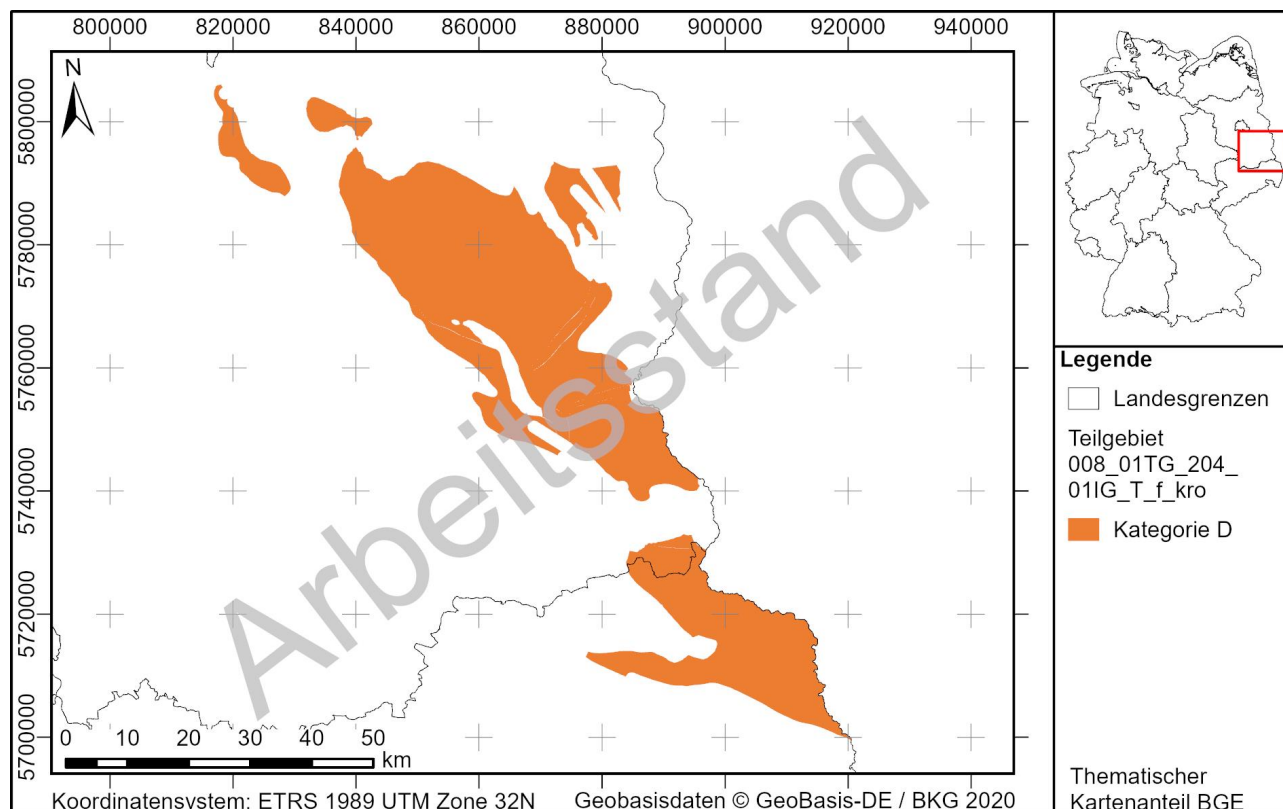 800000 820000 840000 860000 880000 900000 920000 940000
N
5800000
5780000
5760000
5740000
5720000
5700000
Arbeitsstand
0 10 20 30 40 50
km
Koordinatensystem: ETRS 1989 UTM Zone 32N Geobasisdaten © GeoBasis-DE / BKG 2020
Legende
Landesgrenzen
Teilgebiet
008_01TG_204_
01IG_T_f_kro
Kategorie D
Thematischer
Kartenanteil BGE